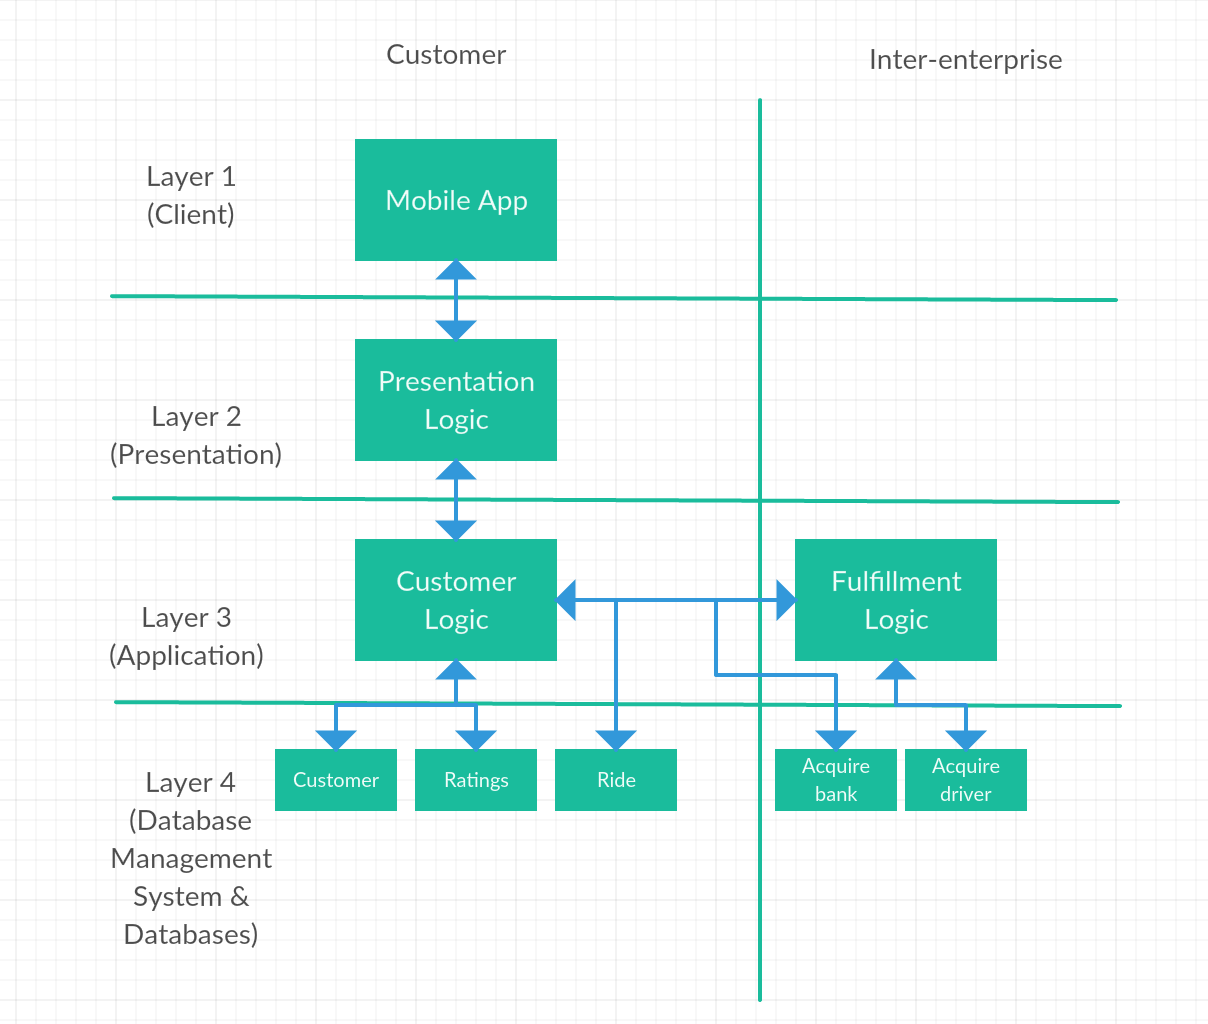 Customer
Inter-enterprise
Layer 1
(Client)
Mobile App
Layer 2
(Presentation)
Presentation
Logic
Layer 3
(Application)
Customer
Logic
Fulfillment
Logic
Layer 4
(Database
Management
System &
Databases)
Customer
Ratings
Ride
Acquire
bank
Acquire
driver